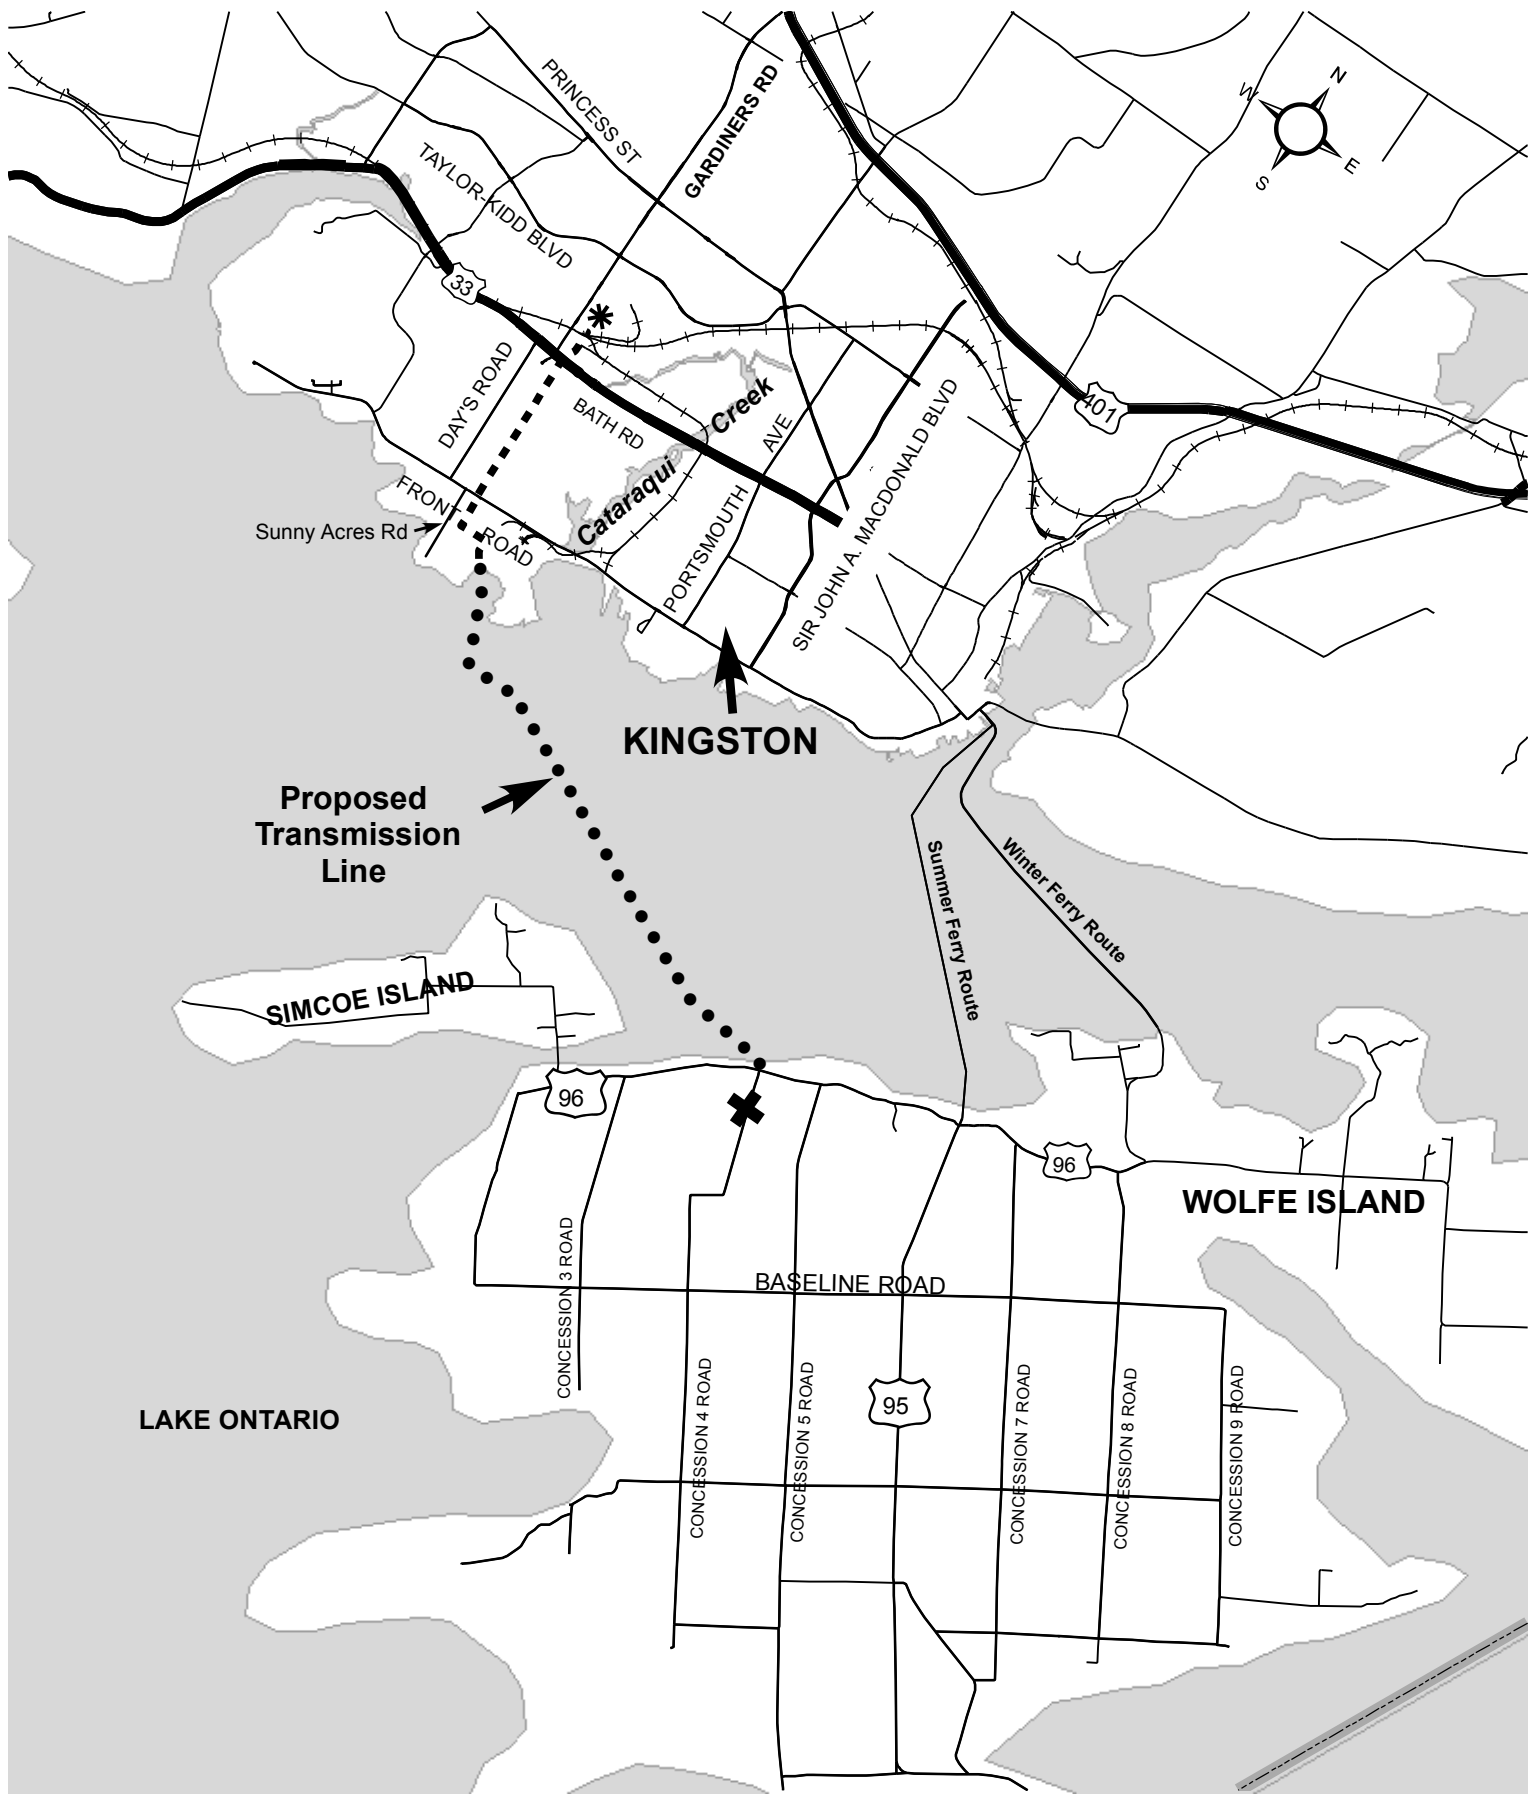 PRINCESS ST
GARDINERS RD
N
W
E
S
TAYLOR-KIDD BLVD
33
DAY'S ROAD
BATH RD
Cataraqui
Creek
AVE
PORTSMOUTH
SIR JOHN A. MACDONALD BLVD
401
FRONT
ROAD
Sunny Acres Rd
KINGSTON
Proposed
Transmission
Line
Summer Ferry Route
Winter Ferry Route
SIMCOE ISLAND
96
96
WOLFE ISLAND
BASELINE ROAD
CONCESSION 3 ROAD
CONCESSION 4 ROAD
CONCESSION 5 ROAD
95
CONCESSION 7 ROAD
CONCESSION 8 ROAD
CONCESSION 9 ROAD
LAKE ONTARIO